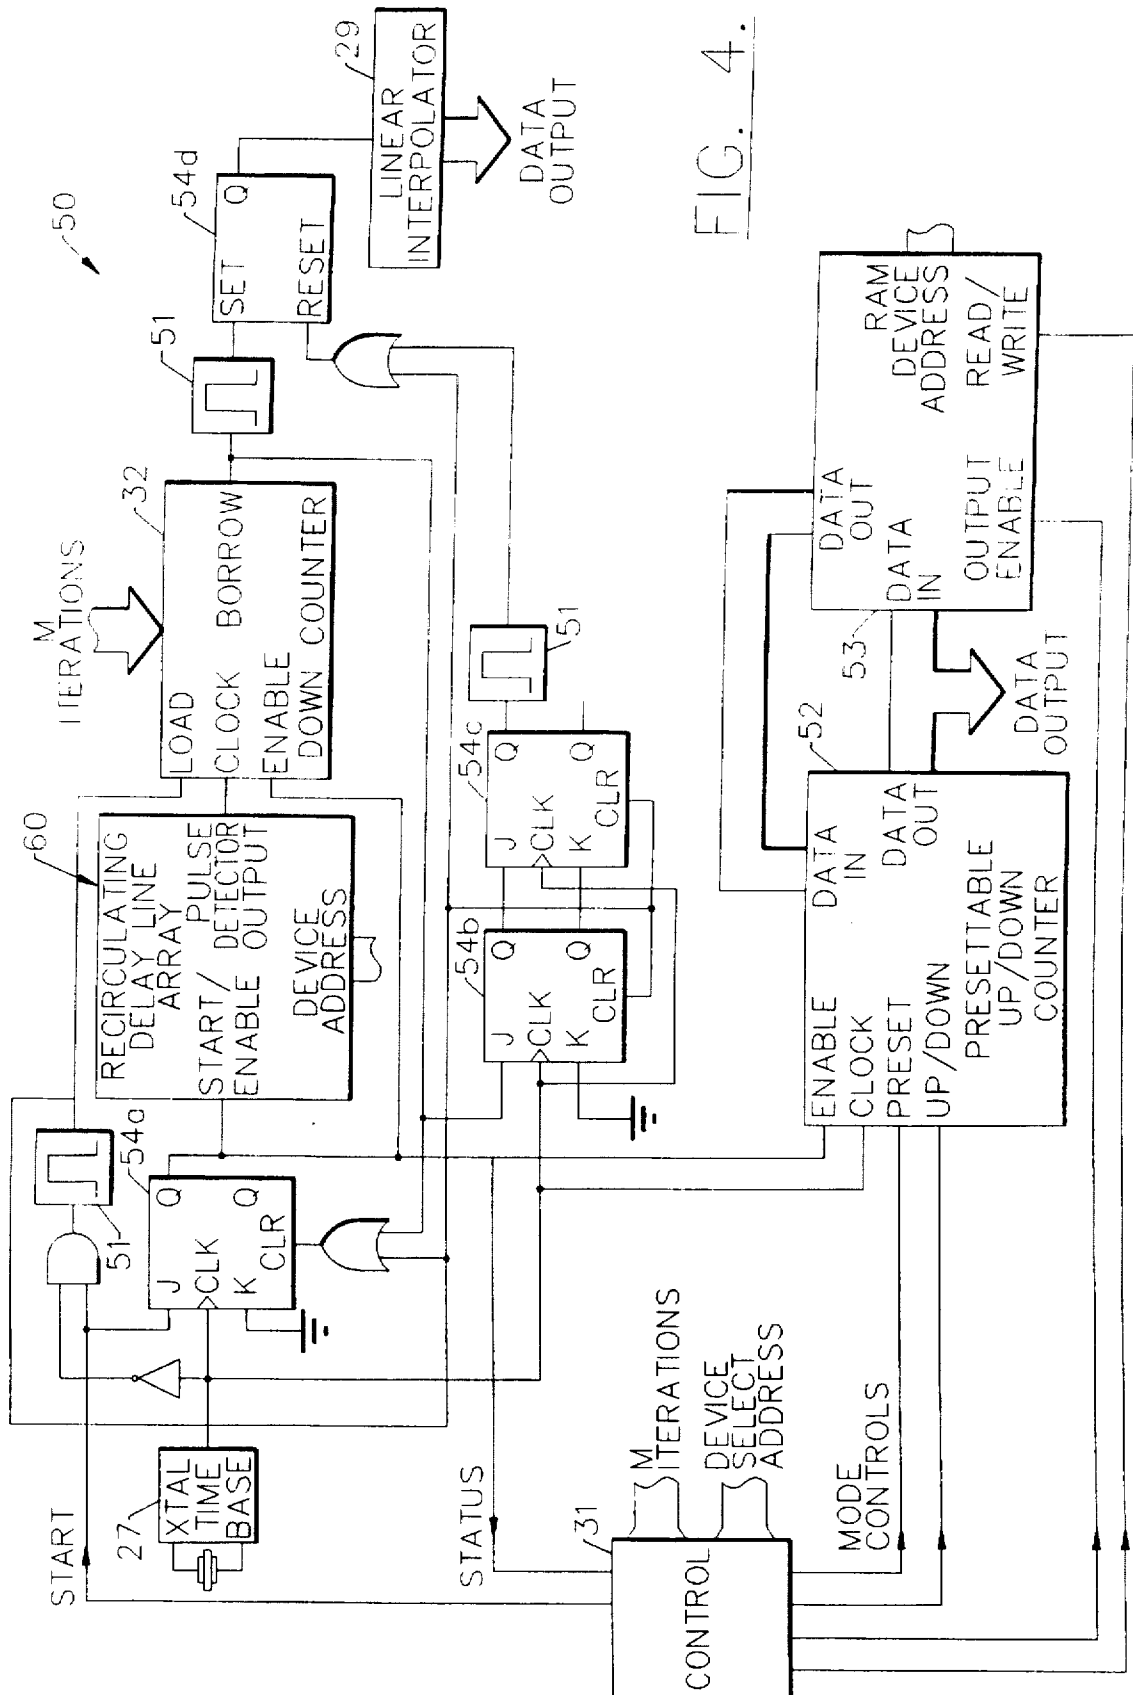 50
M
ITERATIONS
32
LOAD
CLOCK BORROW
ENABLE
DOWN COUNTER
51
SET Q
RESET
54d
29
LINEAR
INTERPOLATOR
DATA
OUTPUT
60
RECIRCULATING
DELAY LINE
ARRAY
PULSE
DETECTOR
OUTPUT
START/
ENABLE
DEVICE
ADDRESS
51
54a
J Q
CLK
K Q
CLR
START
27
XTAL
TIME
BASE
54b
J Q
CLK
K Q
CLR
54c
J Q
CLK
K Q
CLR
51
STATUS
31
CONTROL
M
ITERATIONS
DEVICE
SELECT
ADDRESS
MODE
CONTROLS
52
ENABLE
CLOCK
PRESET
UP/DOWN
DATA
IN
DATA
OUT
PRESETTABLE
UP/DOWN
COUNTER
53
DATA
OUTPUT
DATA
OUT
DATA
IN
OUTPUT
ENABLE
RAM
DEVICE
ADDRESS
READ/
WRITE
FIG. 4.